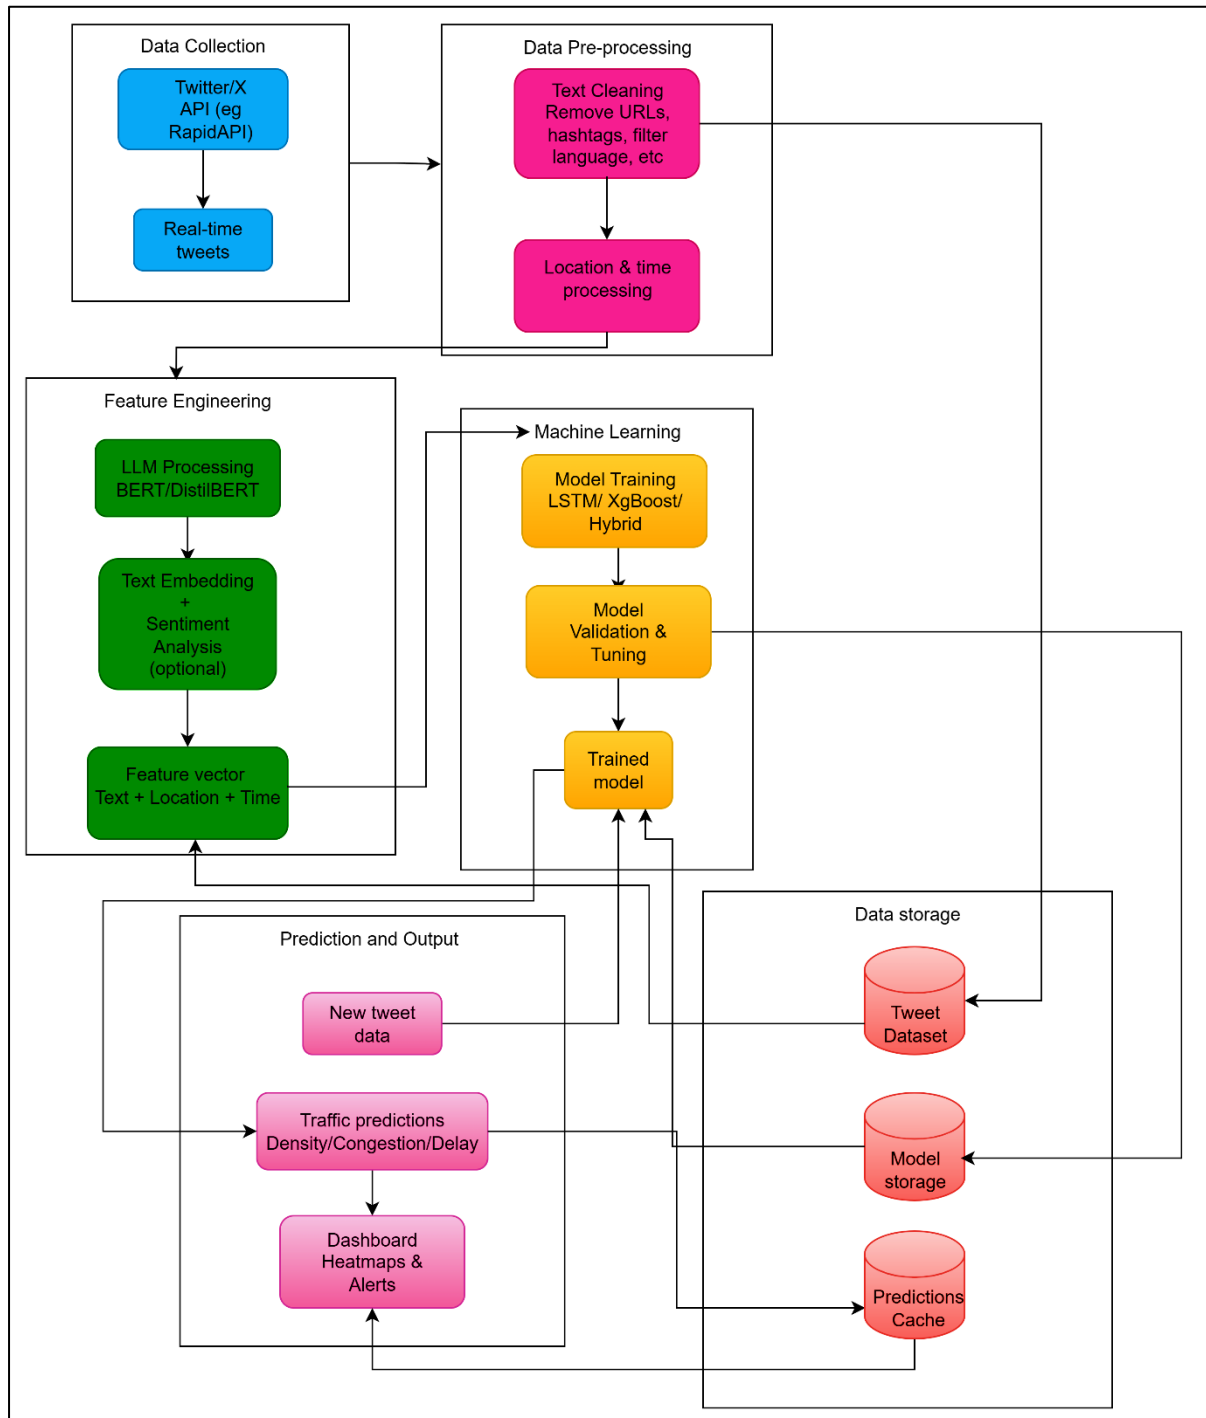 Data Collection
Twitter/X
API (eg
RapidAPI)
Real-time
tweets
Data Pre-processing
Text Cleaning
Remove URLs,
hashtags, filter
language, etc
Location & time
processing
Feature Engineering
LLM Processing
BERT/DistilBERT
Text Embedding
+
Sentiment
Analysis
(optional)
Feature vector
Text + Location + Time
Machine Learning
Model Training
LSTM/ XgBoost/
Hybrid
Model
Validation &
Tuning
Trained
model
Prediction and Output
New tweet
data
Traffic predictions
Density/Congestion/Delay
Dashboard
Heatmaps &
Alerts
Data storage
Tweet
Dataset
Model
storage
Predictions
Cache